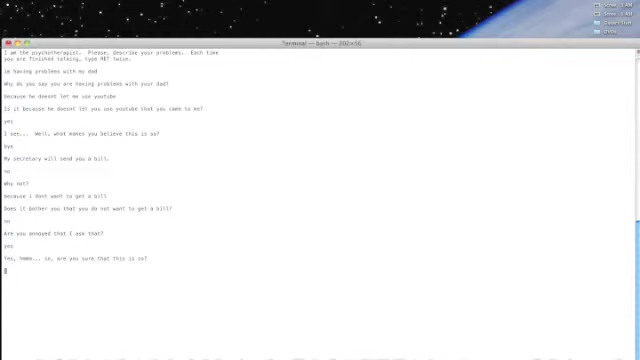 Terminal — bash — 202×56
I am the psychotherapist.  Please, describe your problems.  Each time
you are finished talking, type RET twice.
im having problems with my dad
Why do you say you are having problems with your dad?
because he doesnt let me use youtube
Is it because he doesnt let you use youtube that you came to me?
yes
I see...  Well, what makes you believe this is so?
bye
My secretary will send you a bill.
no
Why not?
because i dont want to get a bill
Does it bother you that you do not want to get a bill?
no
Are you annoyed that I ask that?
yes
Yes, hmmm... so, are you sure that this is so?